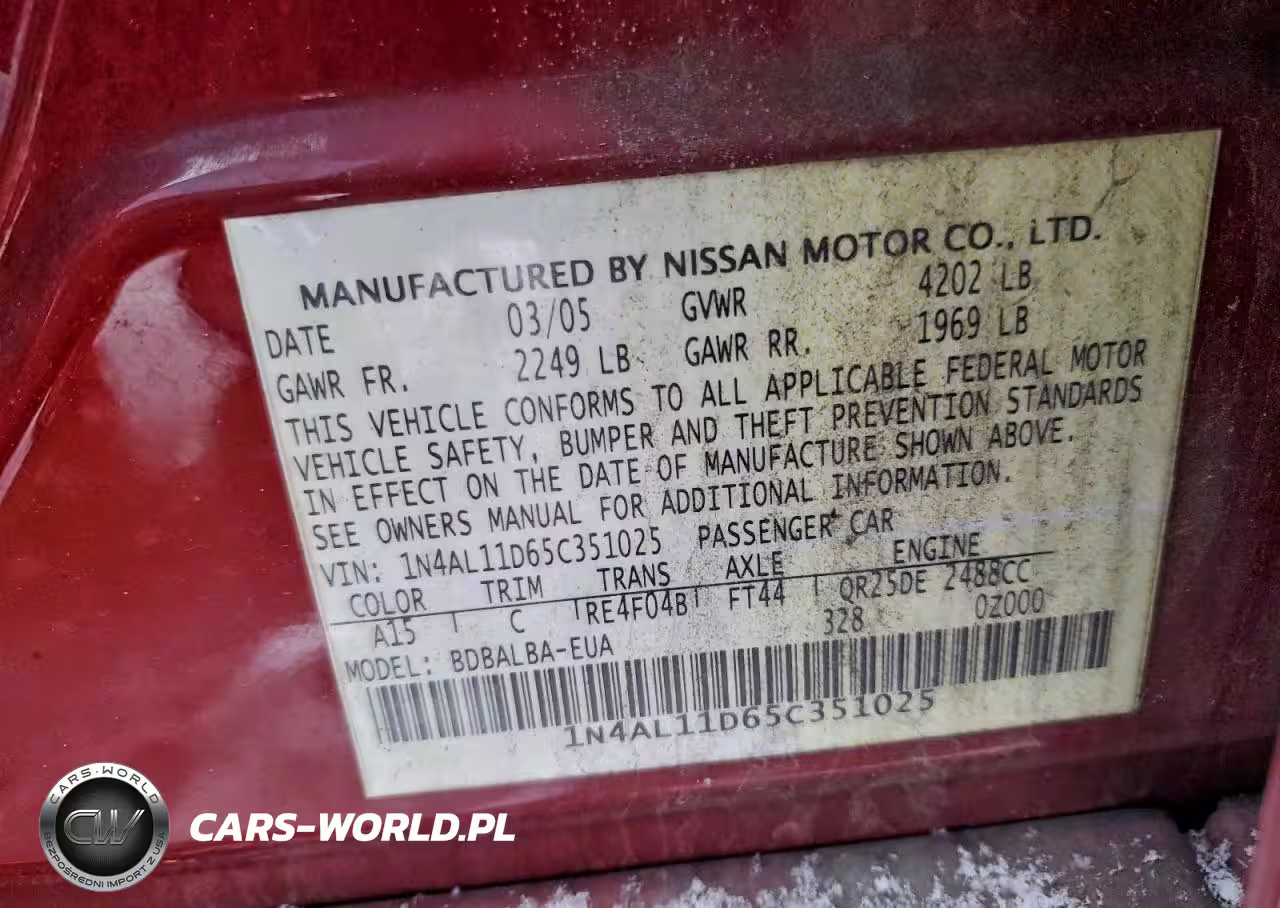 MANUFACTURED BY NISSAN MOTOR CO., LTD.
DATE 03/05 GVWR 4202 LB
GAWR FR. 2249 LB GAWR RR. 1969 LB
THIS VEHICLE CONFORMS TO ALL APPLICABLE FEDERAL MOTOR
VEHICLE SAFETY, BUMPER AND THEFT PREVENTION STANDARDS
IN EFFECT ON THE DATE OF MANUFACTURE SHOWN ABOVE.
SEE OWNERS MANUAL FOR ADDITIONAL INFORMATION.
VIN: 1N4AL11D65C351025 PASSENGER CAR
COLOR TRIM TRANS AXLE ENGINE
A15 C RE4F04B FT44 QR25DE 2488CC
328 0Z000
MODEL: BDBALBA-EUA
1N4AL11D65C351025
CARS-WORLD
CW
BEZPOŚREDNI IMPORT Z USA
CARS-WORLD.PL